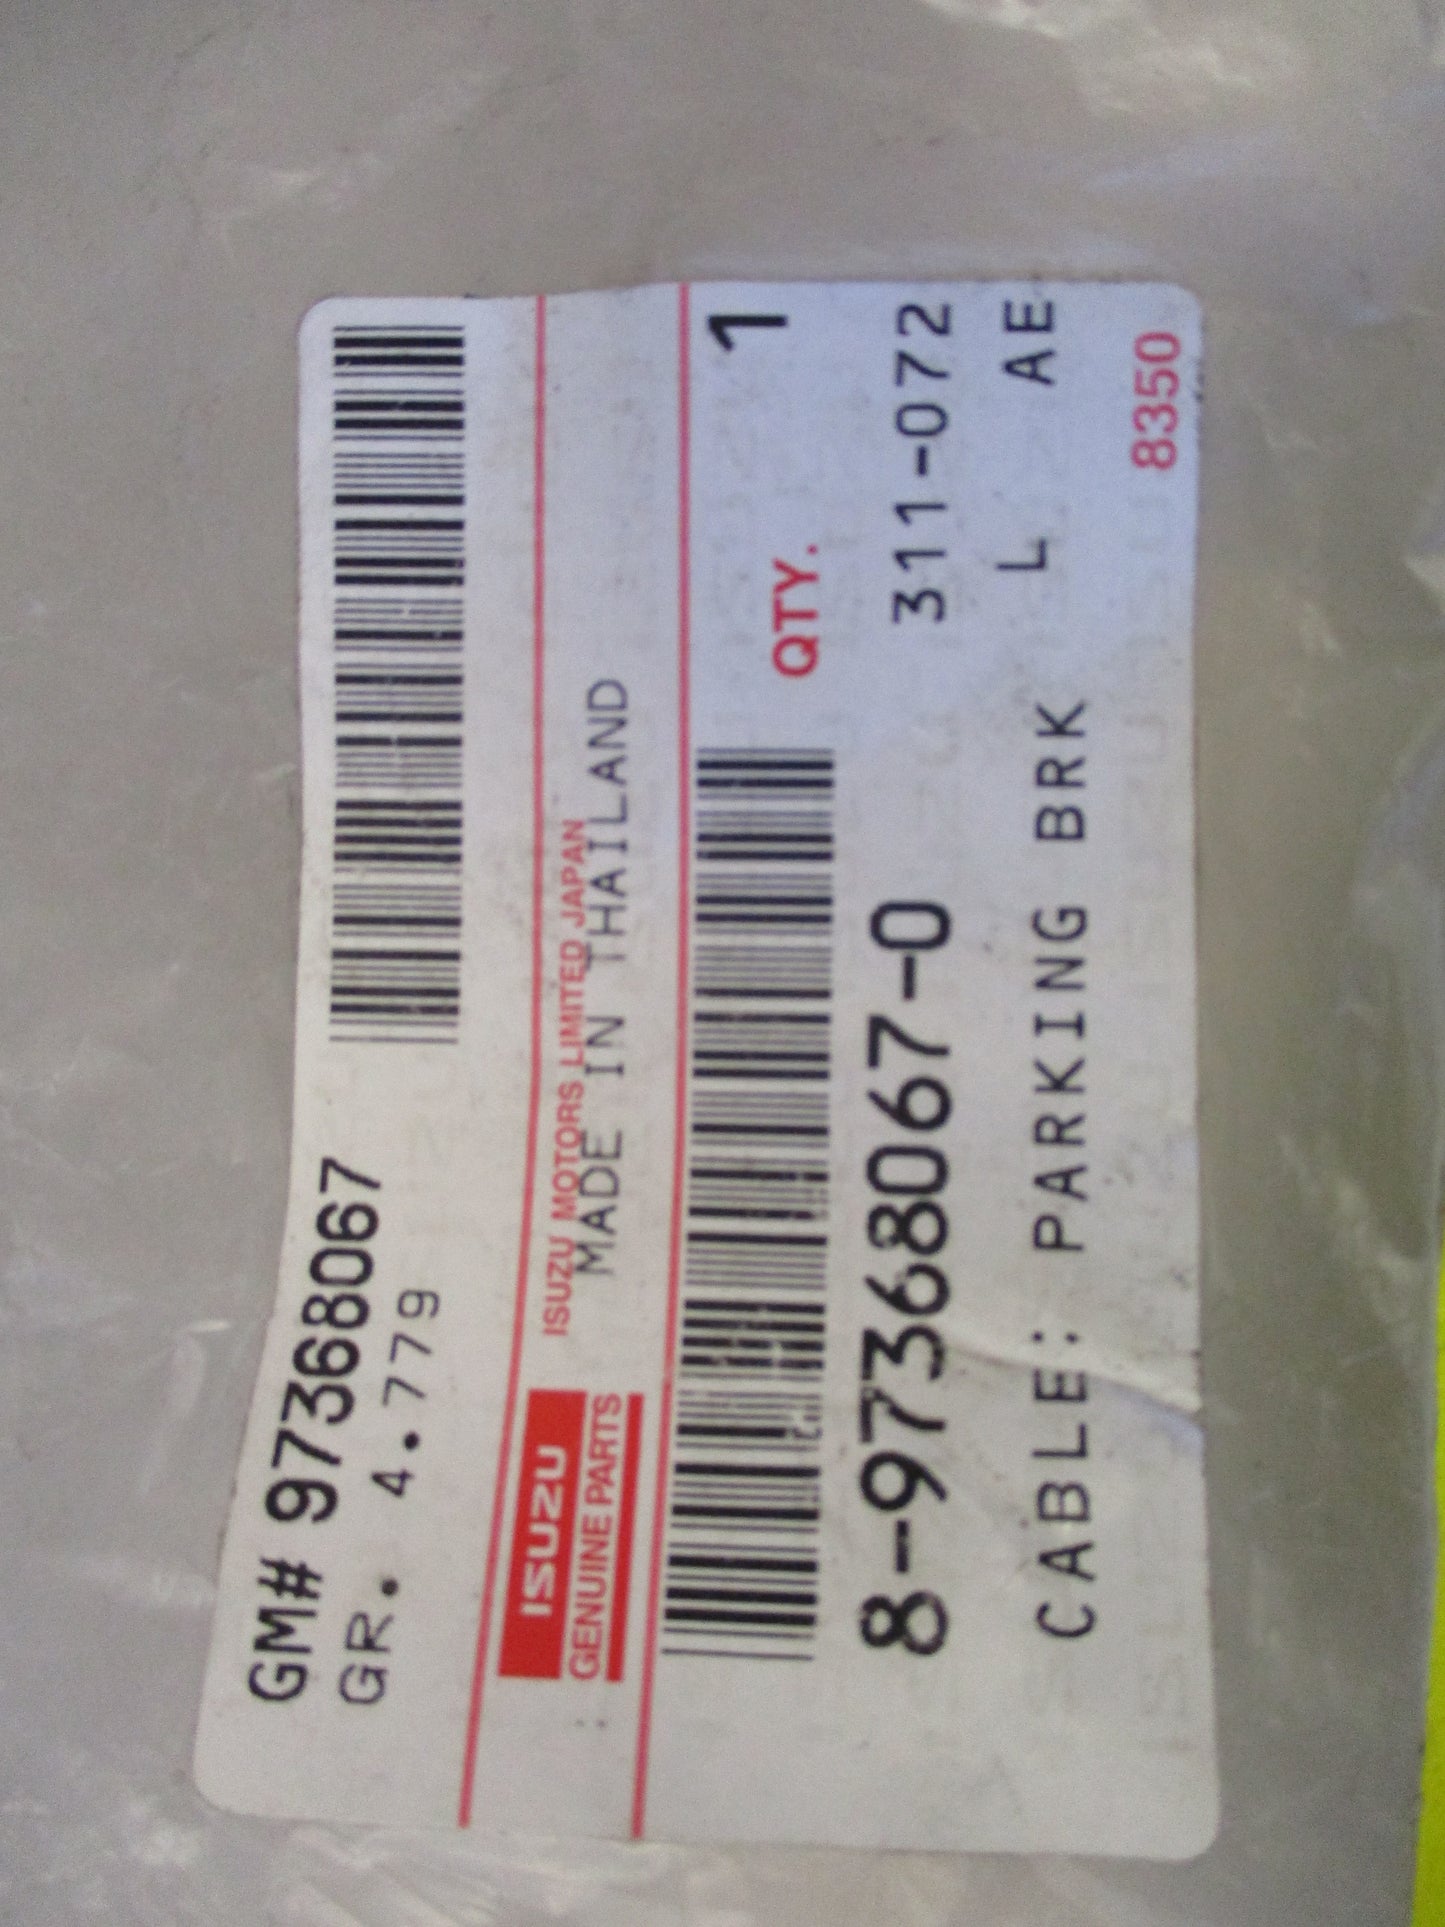 GM# 97368067
GR. 4.779
ISUZU
GENUINE PARTS
ISUZU MOTORS LIMITED JAPAN
MADE IN THAILAND
QTY. 1
8-97368067-0 311-072
CABLE: PARKING BRK L AE
8350